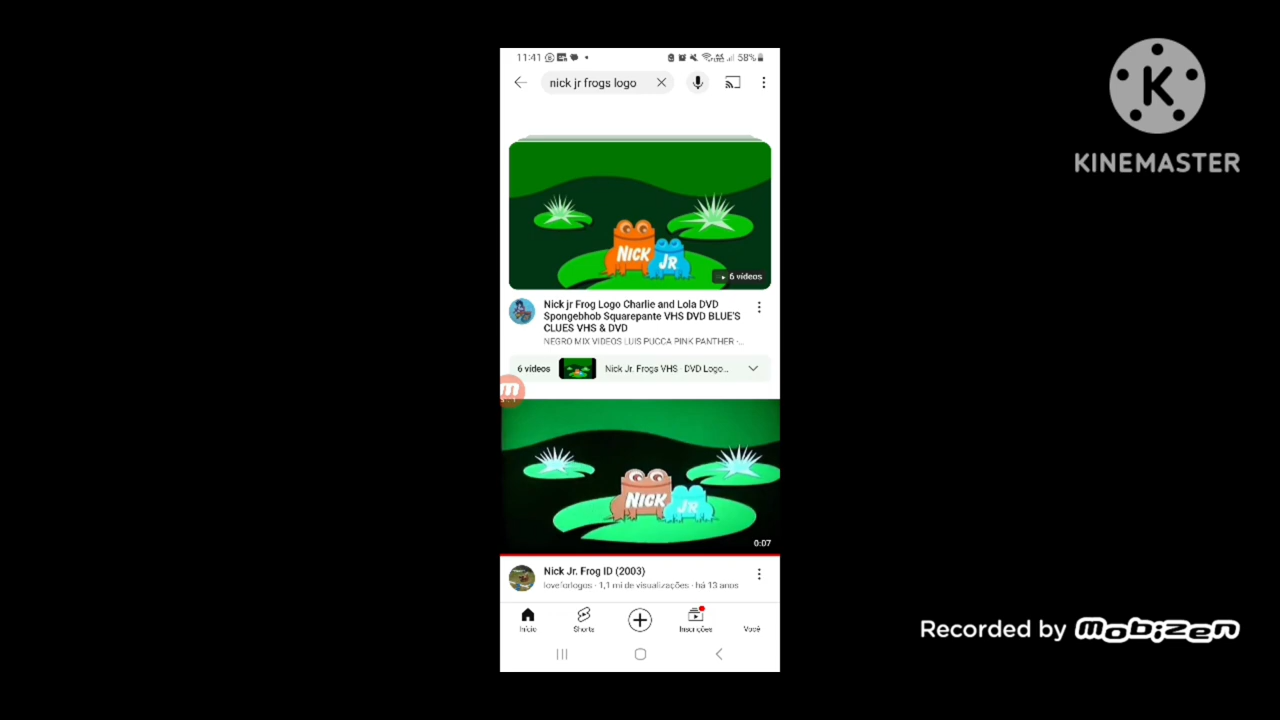 11:41
58%
nick jr frogs logo
KINEMASTER
NICK JR
6 vídeos
Nick jr Frog Logo Charlie and Lola DVD
Spongebhob Squarepante VHS DVD BLUE'S
CLUES VHS & DVD
NEGRO MIX VIDEOS LUIS PUCCA PINK PANTHER -...
6 vídeos
Nick Jr. Frogs VHS DVD Logo...
NICK JR
0:07
Nick Jr. Frog ID (2003)
loveforlogos · 1,1 mi de visualizações · há 13 anos
Início
Shorts
Inscrições
Você
Recorded by mobizen